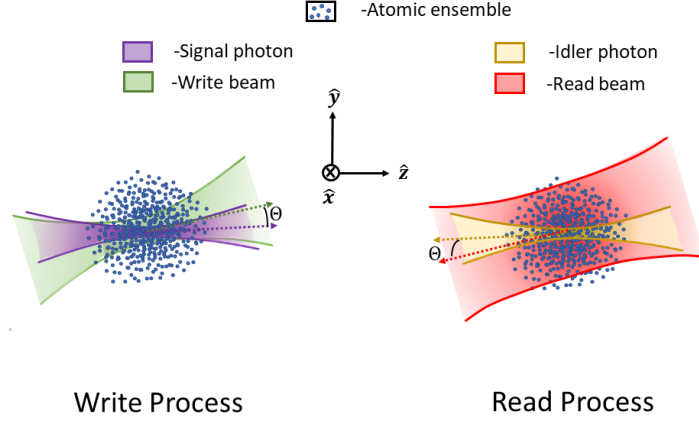 -Atomic ensemble
-Signal photon
-Write beam
-Idler photon
-Read beam
ŷ
ẑ
x̂
Θ
Θ
Write Process
Read Process